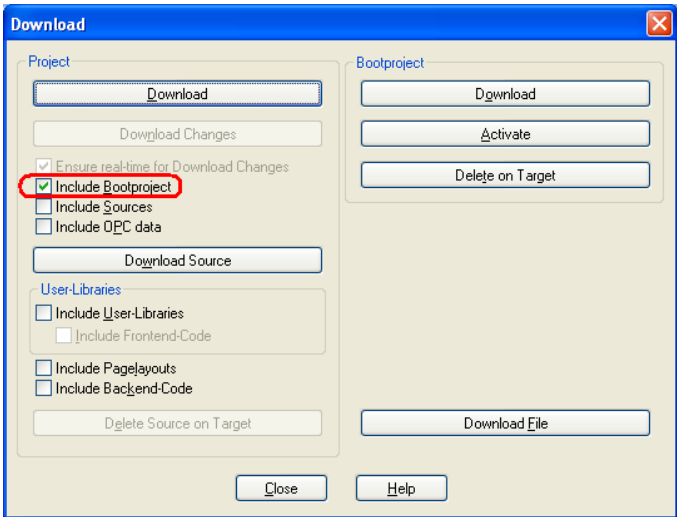 Download
Project
Download
Download Changes
Ensure real-time for Download Changes
Include Bootproject
Include Sources
Include OPC data
Download Source
User-Libraries
Include User-Libraries
Include Frontend-Code
Include Pagelayouts
Include Backend-Code
Delete Source on Target
Bootproject
Download
Activate
Delete on Target
Download File
Close
Help